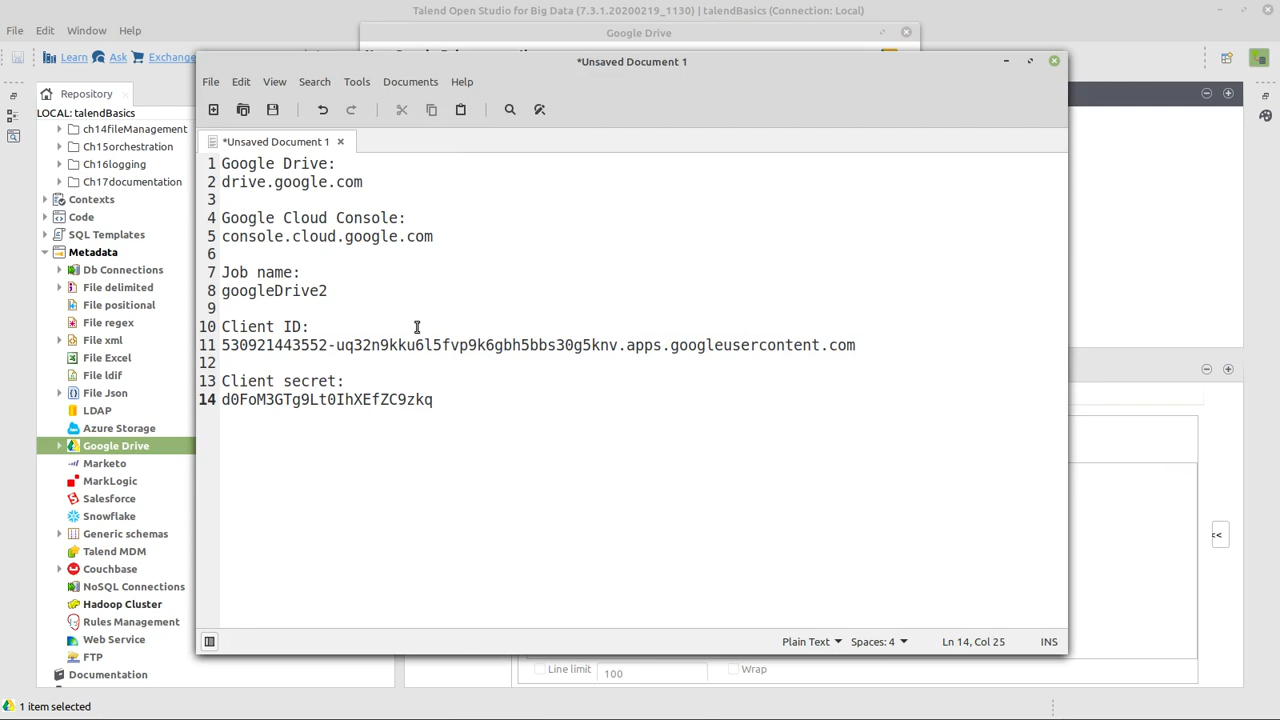 Talend Open Studio for Big Data (7.3.1.20200219_1130) | talendBasics (Connection: Local)
File Edit Window Help
Google Drive
Learn Ask Exchange
*Unsaved Document 1
File Edit View Search Tools Documents Help
Repository
LOCAL: talendBasics
ch14fileManagement
Ch15orchestration
Ch16logging
Ch17documentation
Contexts
Code
SQL Templates
Metadata
Db Connections
File delimited
File positional
File regex
File xml
File Excel
File ldif
File Json
LDAP
Azure Storage
Google Drive
Marketo
MarkLogic
Salesforce
Snowflake
Generic schemas
Talend MDM
Couchbase
NoSQL Connections
Hadoop Cluster
Rules Management
Web Service
FTP
Documentation
*Unsaved Document 1
1 Google Drive:
2 drive.google.com
3
4 Google Cloud Console:
5 console.cloud.google.com
6
7 Job name:
8 googleDrive2
9
10 Client ID:
11 530921443552-uq32n9kku6l5fvp9k6gbh5bbs30g5knv.apps.googleusercontent.com
12
13 Client secret:
14 d0FoM3GTg9Lt0IhXEfZC9zkq
Plain Text Spaces: 4 Ln 14, Col 25 INS
<<
Line limit 100 Wrap
1 item selected